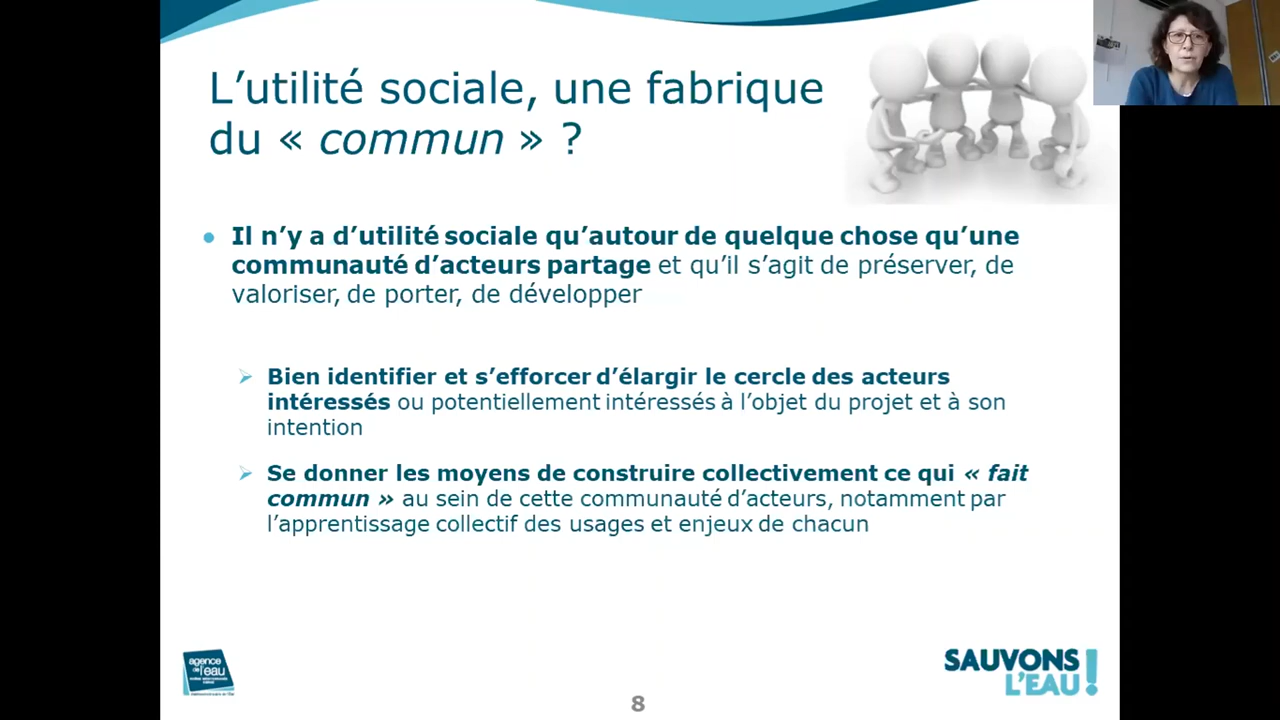 L’utilité sociale, une fabrique
du « commun » ?
Il n’y a d’utilité sociale qu’autour de quelque chose qu’une
communauté d’acteurs partage et qu’il s’agit de préserver, de
valoriser, de porter, de développer
Bien identifier et s’efforcer d’élargir le cercle des acteurs
intéressés ou potentiellement intéressés à l’objet du projet et à son
intention
Se donner les moyens de construire collectivement ce qui « fait
commun » au sein de cette communauté d’acteurs, notamment par
l’apprentissage collectif des usages et enjeux de chacun
agence
de l’eau
SAUVONS
L’EAU!
8